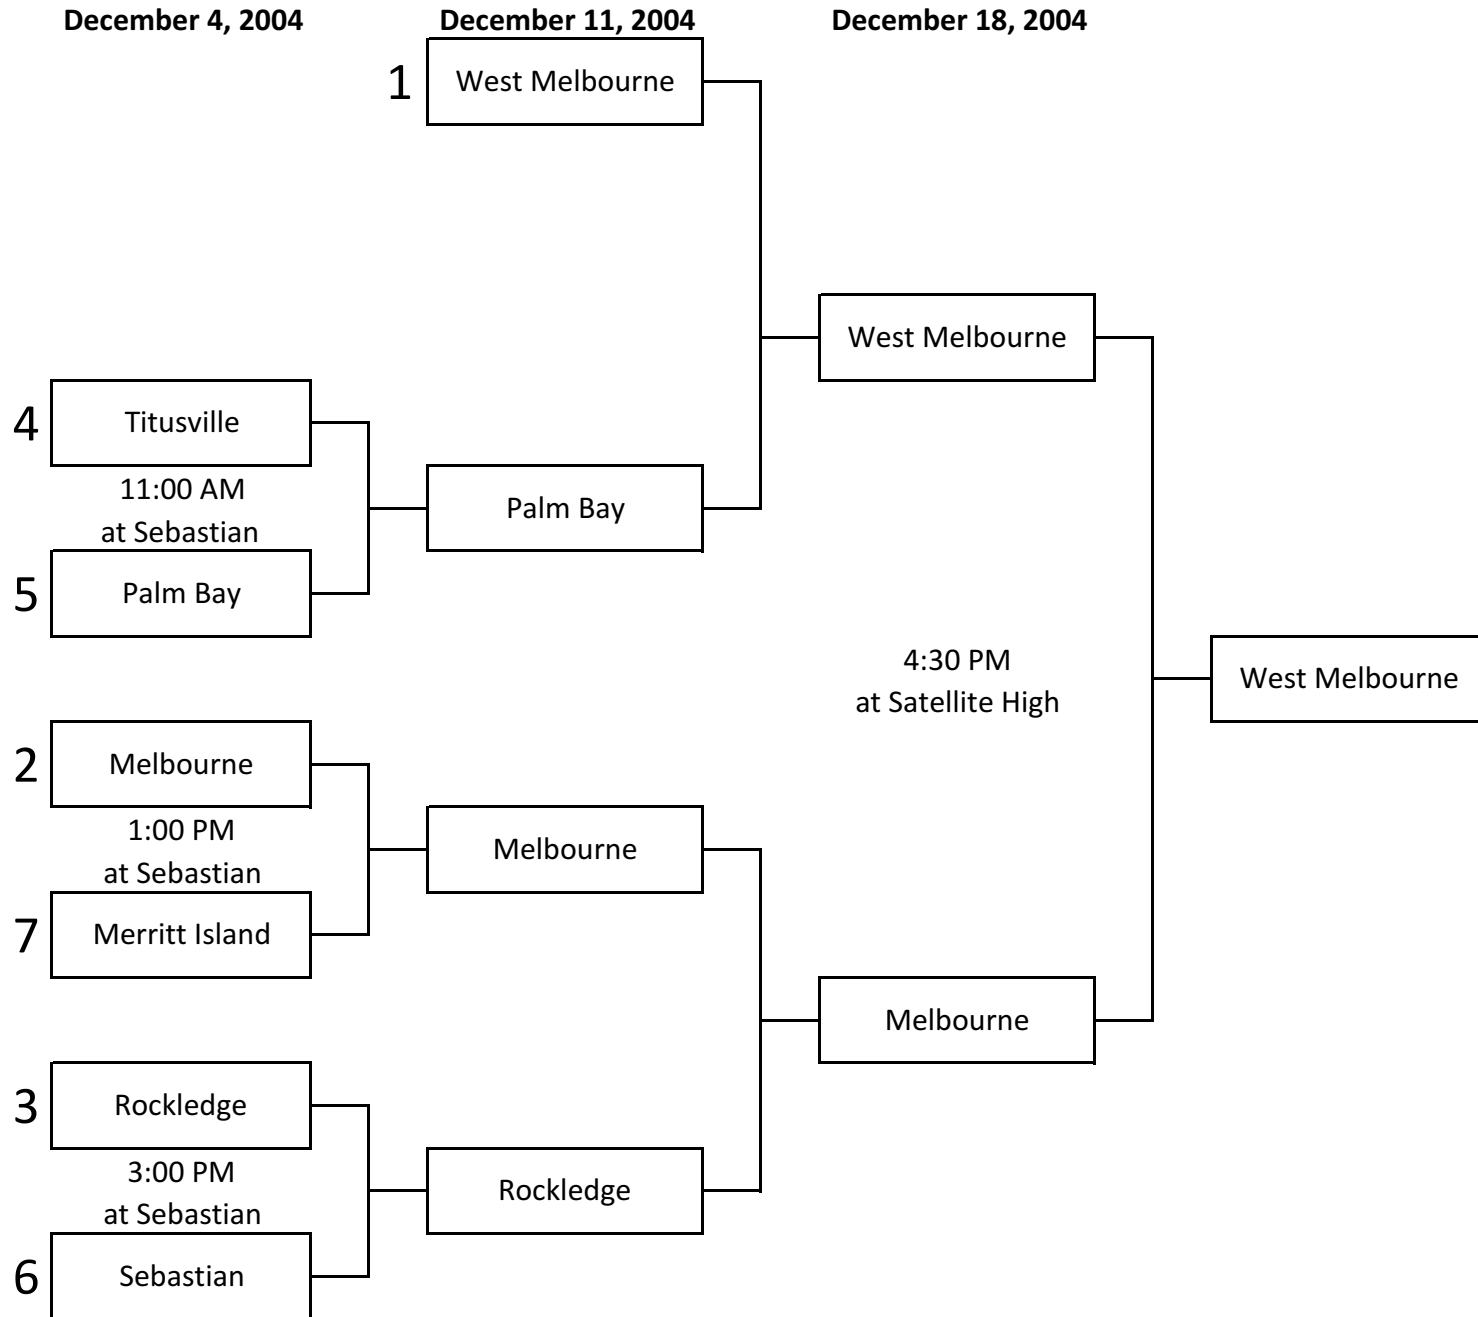 December 4, 2004
December 11, 2004
December 18, 2004
1
West Melbourne
West Melbourne
4
Titusville
11:00 AM
at Sebastian
Palm Bay
5
Palm Bay
4:30 PM
at Satellite High
West Melbourne
2
Melbourne
1:00 PM
at Sebastian
Melbourne
7
Merritt Island
Melbourne
3
Rockledge
3:00 PM
at Sebastian
Rockledge
6
Sebastian